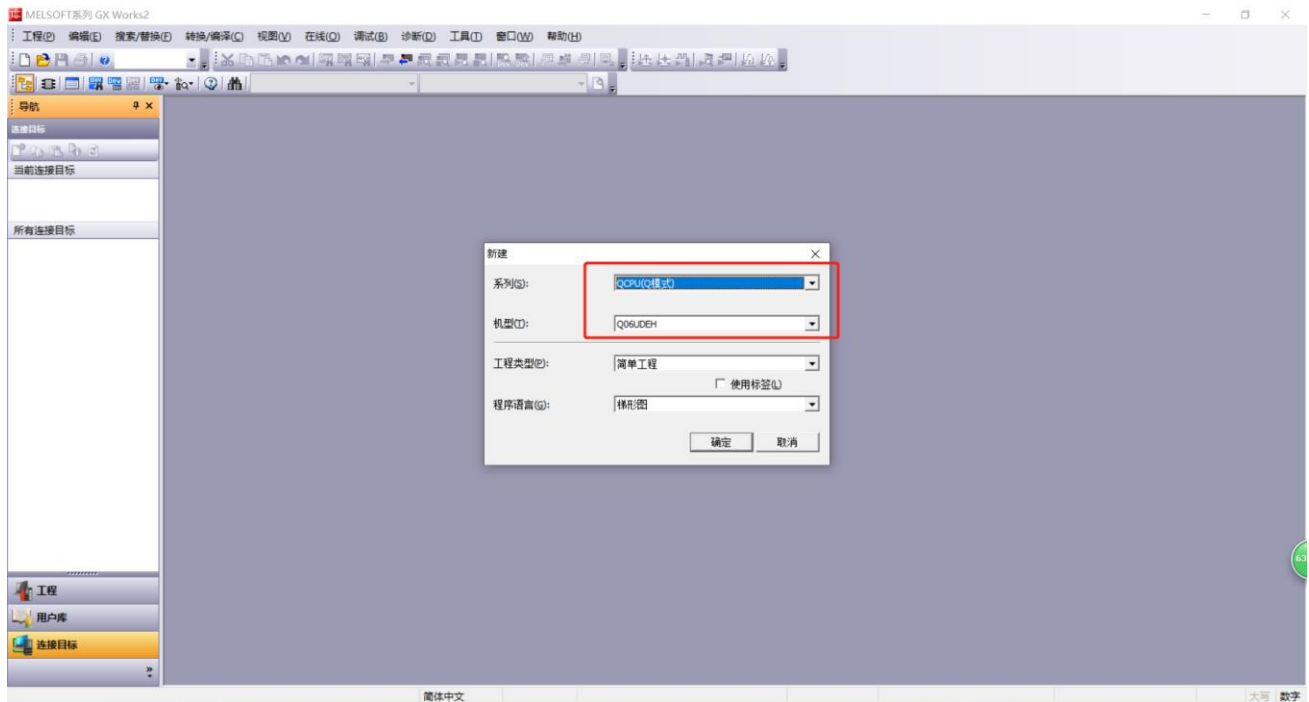 MELSOFT系列 GX Works2
工程(P) 编辑(E) 搜索/替换(F) 转换/编译(C) 视图(V) 在线(O) 调试(B) 诊断(D) 工具(T) 窗口(W) 帮助(H)
导航
连接目标
当前连接目标
所有连接目标
新建
系列(S):
QCPU(Q模式)
机型(T):
Q06UDEH
工程类型(P):
简单工程
使用标签(L)
程序语言(G):
梯形图
确定 取消
63
工程
用户库
连接目标
简体中文 大写 数字